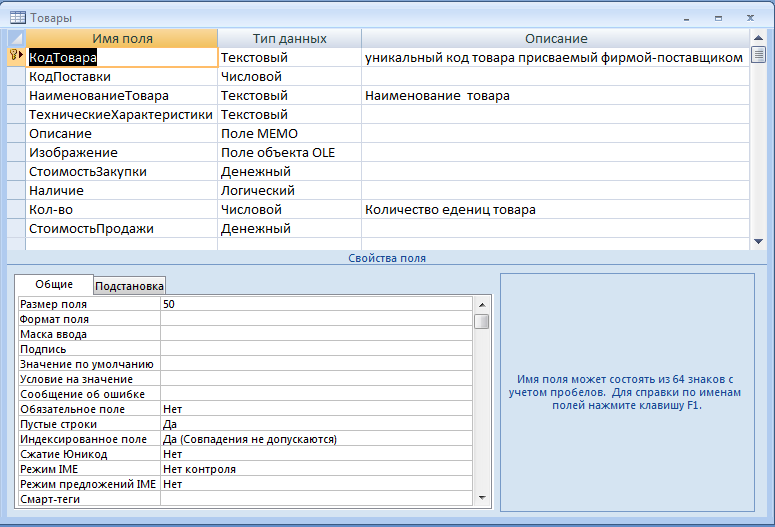 Товары
Имя поля Тип данных Описание
КодТовара Текстовый уникальный код товара присваемый фирмой-поставщиком
КодПоставки Числовой
НаименованиеТовара Текстовый Наименование товара
ТехническиеХарактеристики Текстовый
Описание Поле МЕМО
Изображение Поле объекта OLE
СтоимостьЗакупки Денежный
Наличие Логический
Кол-во Числовой Количество едениц товара
СтоимостьПродажи Денежный
Свойства поля
Общие Подстановка
Размер поля 50
Формат поля
Маска ввода
Подпись
Значение по умолчанию
Условие на значение
Сообщение об ошибке
Обязательное поле Нет
Пустые строки Да
Индексированное поле Да (Совпадения не допускаются)
Сжатие Юникод Нет
Режим IME Нет контроля
Режим предложений IME Нет
Смарт-теги
Имя поля может состоять из 64 знаков с
учетом пробелов. Для справки по именам
полей нажмите клавишу F1.